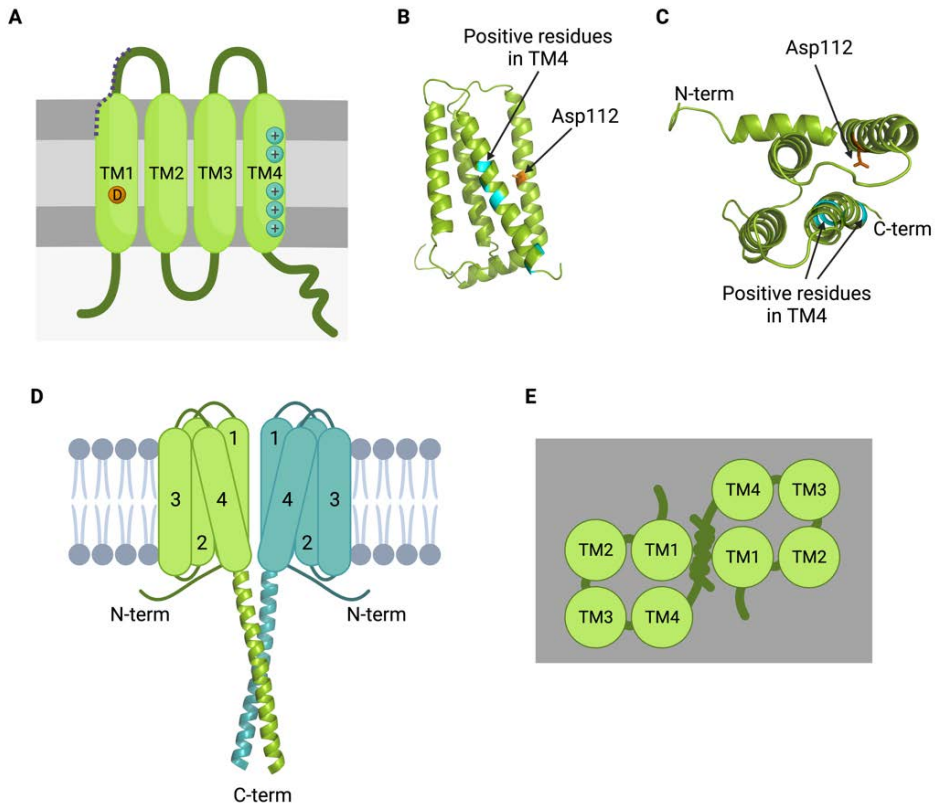 A
TM1
TM2
TM3
TM4
D
+
+
+
+
+
B
Positive residues
in TM4
Asp112
C
Asp112
N-term
C-term
Positive residues
in TM4
D
1
1
3
4
4
3
2
2
N-term
N-term
C-term
E
TM4
TM3
TM2
TM1
TM1
TM2
TM3
TM4